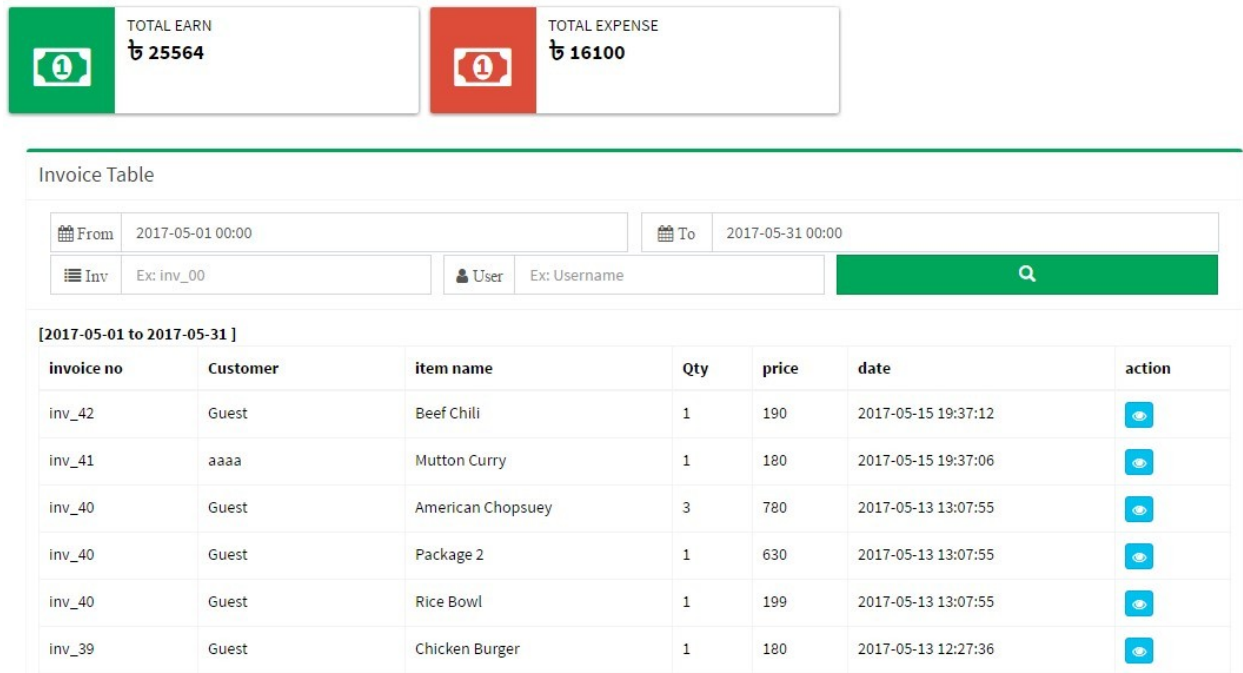 TOTAL EARN
৳ 25564
TOTAL EXPENSE
৳ 16100
Invoice Table
From 2017-05-01 00:00
To 2017-05-31 00:00
Inv Ex: inv_00
User Ex: Username
[2017-05-01 to 2017-05-31 ]
invoice no Customer item name Qty price date action
inv_42 Guest Beef Chili 1 190 2017-05-15 19:37:12
inv_41 aaaa Mutton Curry 1 180 2017-05-15 19:37:06
inv_40 Guest American Chopsuey 3 780 2017-05-13 13:07:55
inv_40 Guest Package 2 1 630 2017-05-13 13:07:55
inv_40 Guest Rice Bowl 1 199 2017-05-13 13:07:55
inv_39 Guest Chicken Burger 1 180 2017-05-13 12:27:36